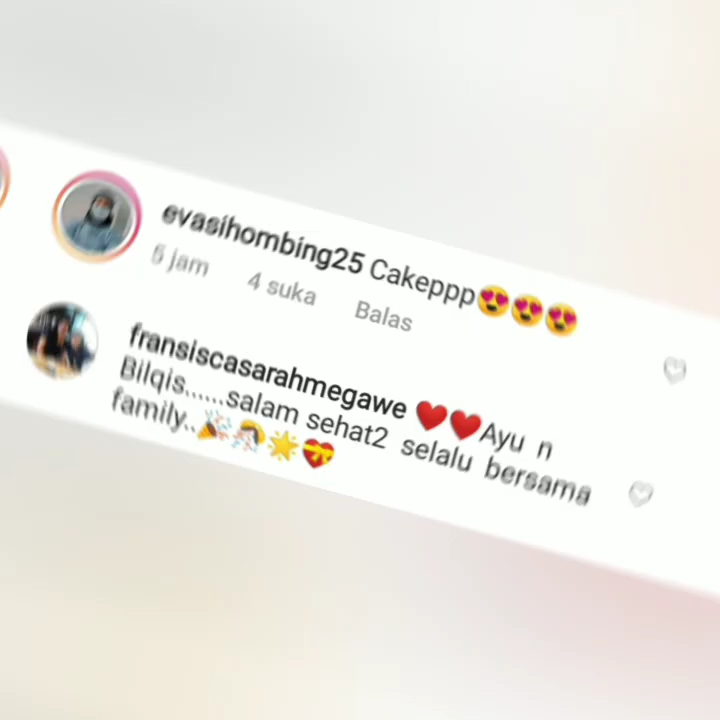 evasihombing25 Cakeppp😍😍😍
5 jam 4 suka Balas
fransiscasarahmegawe ❤️❤️Ayu n
Bilqis......salam sehat2 selalu bersama
family..🎉🎅🌟💝